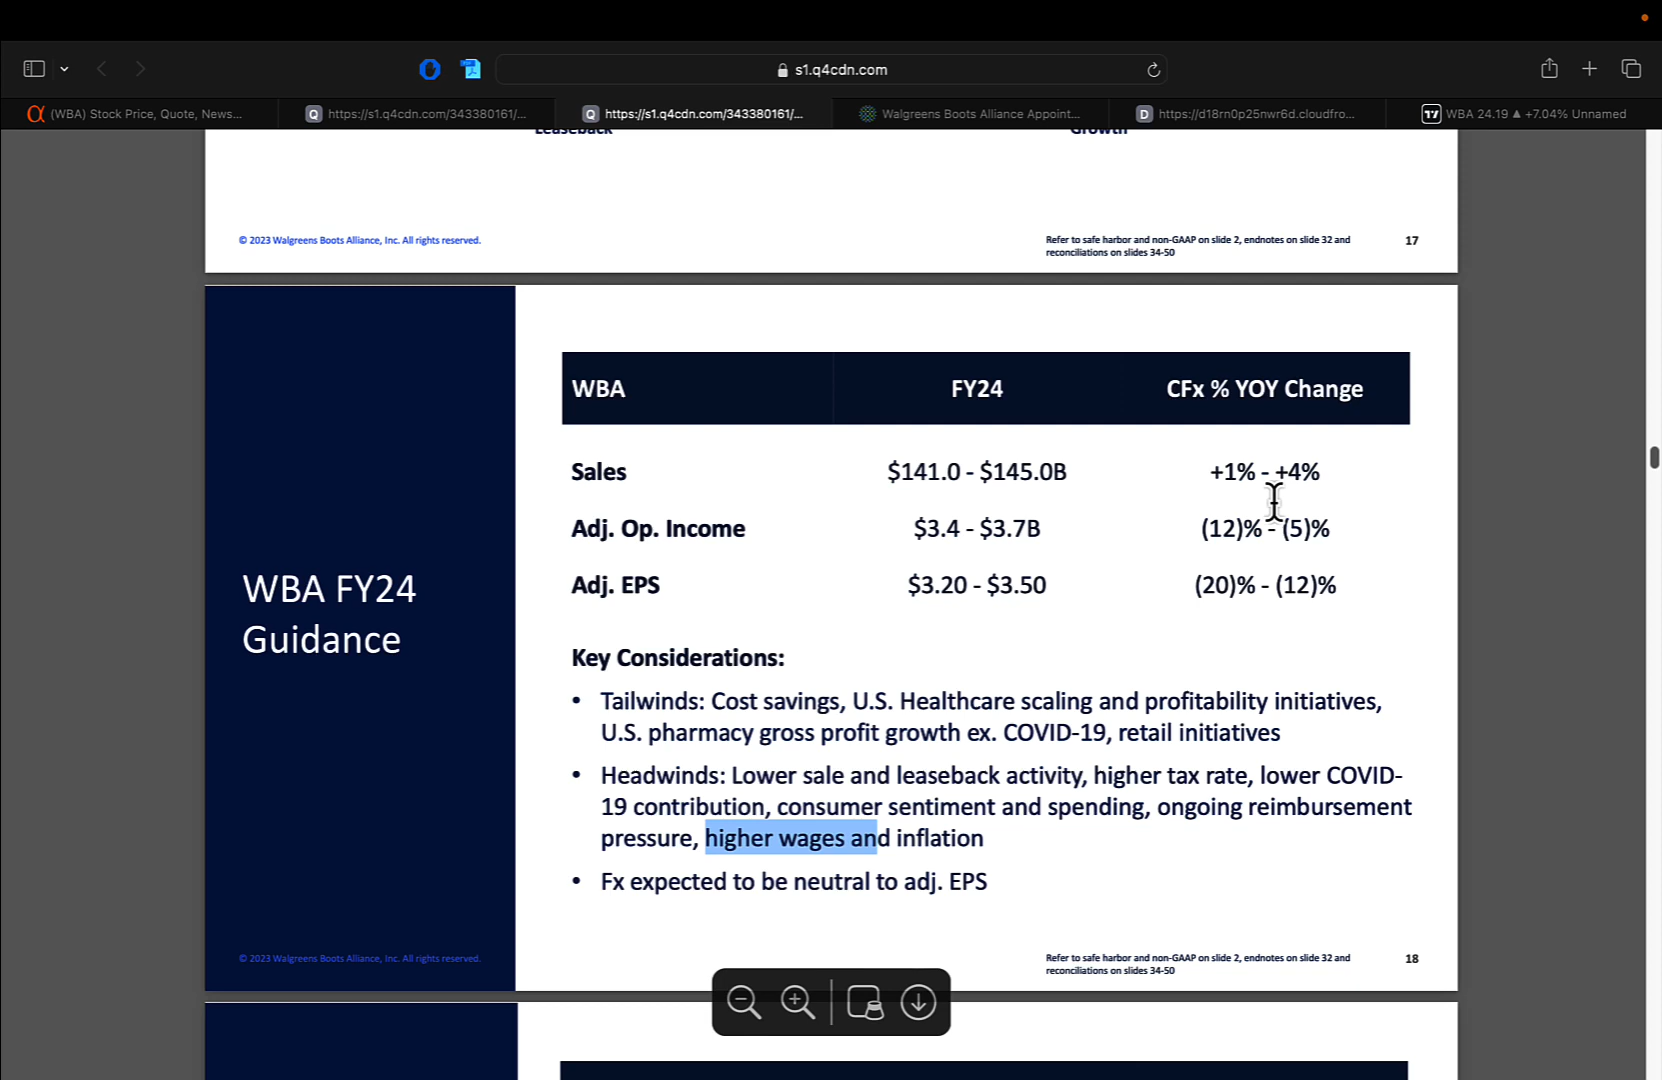 s1.q4cdn.com
(WBA) Stock Price, Quote, News...
https://s1.q4cdn.com/343380161/...
https://s1.q4cdn.com/343380161/...
Walgreens Boots Alliance Appoint...
https://d18rn0p25nwr6d.cloudfro...
WBA 24.19 ▲ +7.04% Unnamed
Leaseback
Growth
© 2023 Walgreens Boots Alliance, Inc. All rights reserved.
Refer to safe harbor and non-GAAP on slide 2, endnotes on slide 32 and
reconciliations on slides 34-50
17
WBA FY24
Guidance
WBA FY24 CFx % YOY Change
Sales $141.0 - $145.0B +1% - +4%
Adj. Op. Income $3.4 - $3.7B (12)% - (5)%
Adj. EPS $3.20 - $3.50 (20)% - (12)%
Key Considerations:
• Tailwinds: Cost savings, U.S. Healthcare scaling and profitability initiatives,
U.S. pharmacy gross profit growth ex. COVID-19, retail initiatives
• Headwinds: Lower sale and leaseback activity, higher tax rate, lower COVID-
19 contribution, consumer sentiment and spending, ongoing reimbursement
pressure, higher wages and inflation
• Fx expected to be neutral to adj. EPS
© 2023 Walgreens Boots Alliance, Inc. All rights reserved.
Refer to safe harbor and non-GAAP on slide 2, endnotes on slide 32 and
reconciliations on slides 34-50
18